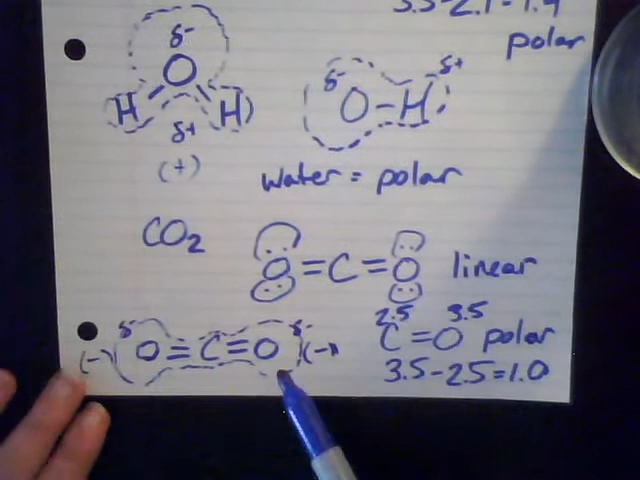 3.5-2.1=1.4
polar
δ-
O
H H
δ+
(+)
δ- δ+
O-H
water = polar
CO2
O=C=O linear
2.5 3.5
C=O polar
3.5-2.5=1.0
δ- δ-
(-) O=C=O (-)